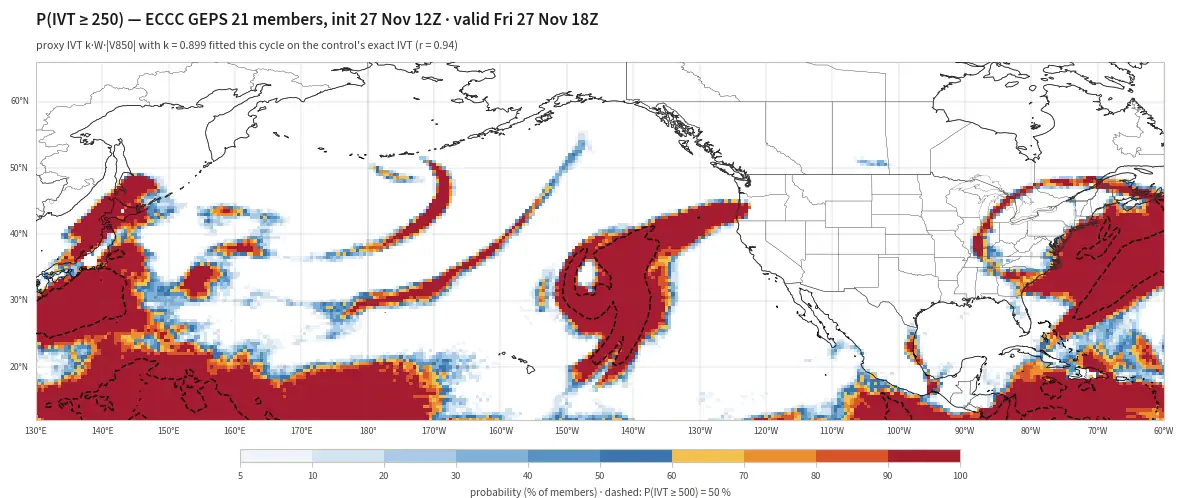 P(IVT ≥ 250) — ECCC GEPS 21 members, init 27 Nov 12Z · valid Fri 27 Nov 18Z
proxy IVT k·W·|V850| with k = 0.899 fitted this cycle on the control's exact IVT (r = 0.94)
60°N
50°N
40°N
30°N
20°N
130°E 140°E 150°E 160°E 170°E 180° 170°W 160°W 150°W 140°W 130°W 120°W 110°W 100°W 90°W 80°W 70°W 60°W
5 10 20 30 40 50 60 70 80 90 100
probability (% of members) · dashed: P(IVT ≥ 500) = 50 %